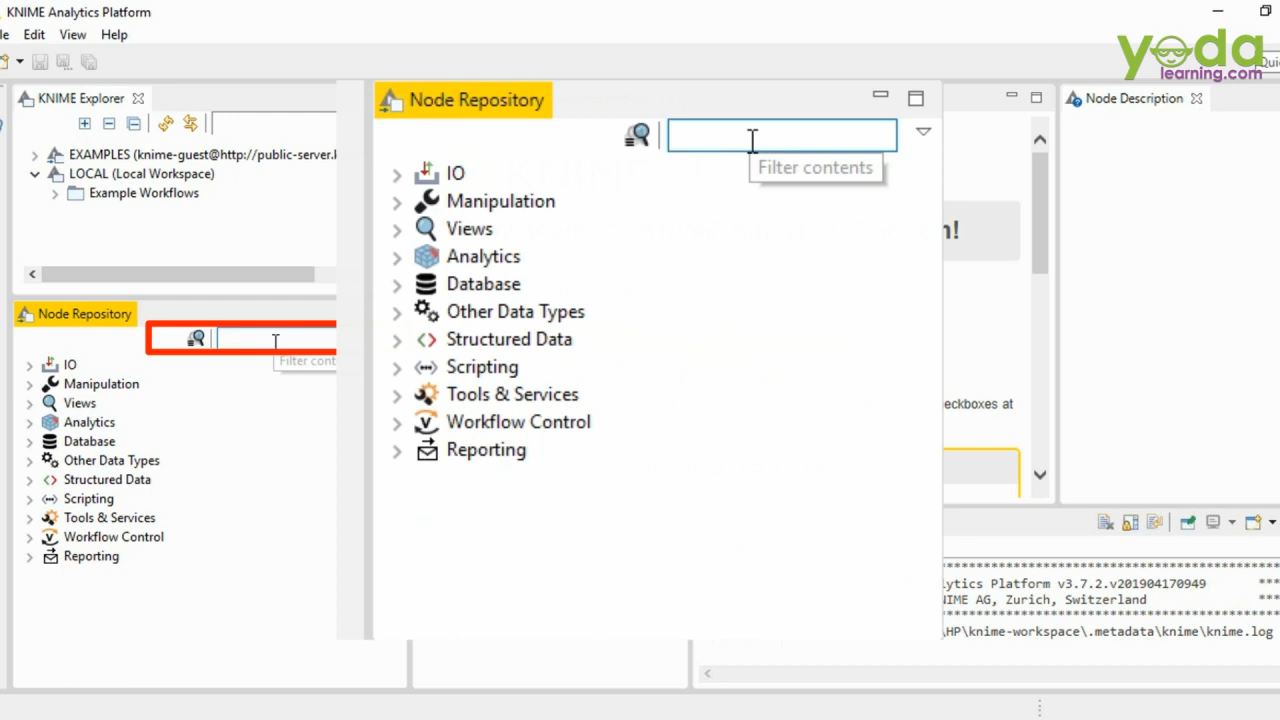 KNIME Analytics Platform
le Edit View Help
yoda
learning.com
Qui
KNIME Explorer
EXAMPLES (knime-guest@http://public-server.k
LOCAL (Local Workspace)
Example Workflows
Node Repository
Filter cont
IO
Manipulation
Views
Analytics
Database
Other Data Types
Structured Data
Scripting
Tools & Services
Workflow Control
Reporting
Node Repository
Filter contents
IO
Manipulation
Views
Analytics
Database
Other Data Types
Structured Data
Scripting
Tools & Services
Workflow Control
Reporting
n!
eckboxes at
Node Description
***********************************
lytics Platform v3.7.2.v201904170949 ***
NIME AG, Zurich, Switzerland ***
***********************************
\HP\knime-workspace\.metadata\knime\knime.log